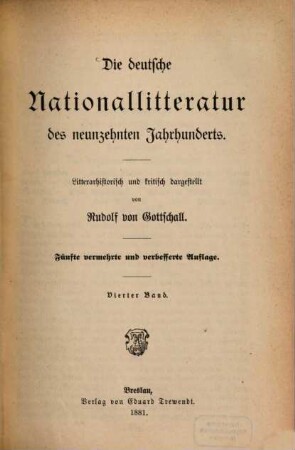 Die deutsche
Nationallitteratur
des neunzehnten Jahrhunderts.
Litterarhistorisch und kritisch dargestellt
von
Rudolf von Gottschall.
Fünfte vermehrte und verbesserte Auflage.
Vierter Band.
Breslau,
Verlag von Eduard Trewendt.
1881.